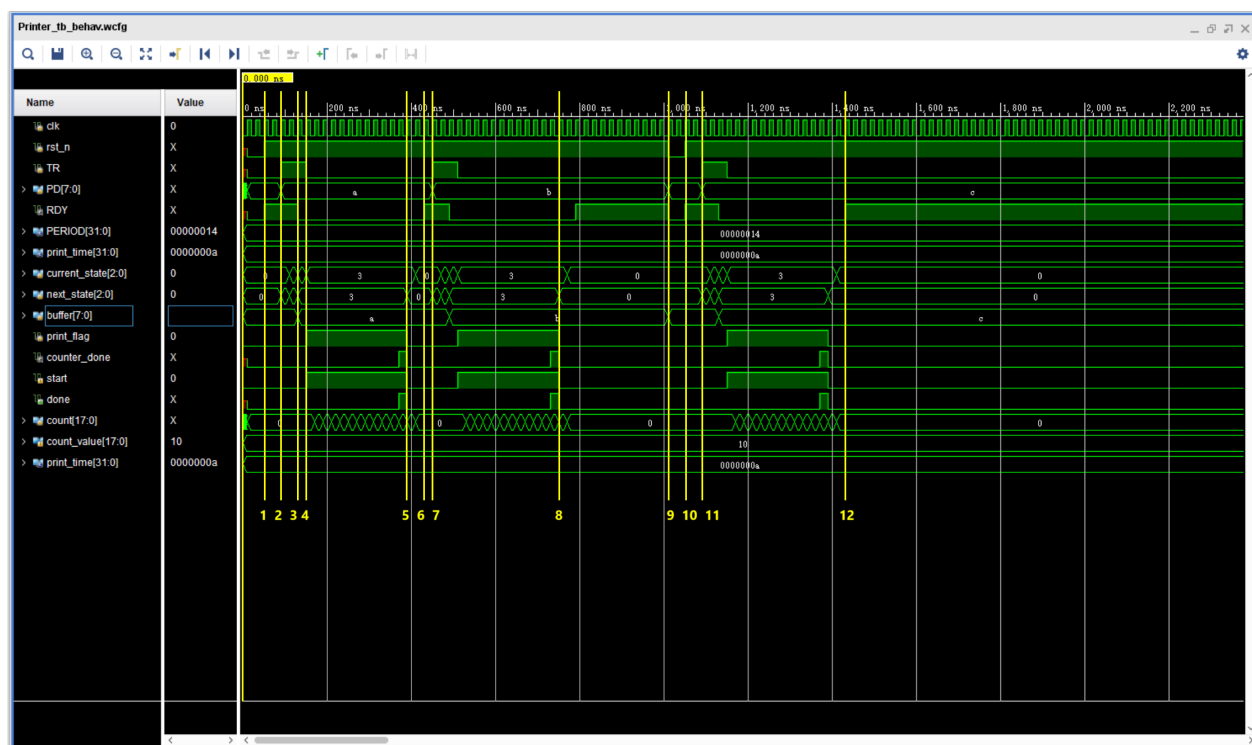 Printer_tb_behav.wcfg
0.000 ns
Name Value
0 ns 200 ns 400 ns 600 ns 800 ns 1,000 ns 1,200 ns 1,400 ns 1,600 ns 1,800 ns 2,000 ns 2,200 ns
clk 0
rst_n X
TR X
PD[7:0] X a b c
RDY X
PERIOD[31:0] 00000014 00000014
print_time[31:0] 0000000a 0000000a
current_state[2:0] 0 0 3 0 3 0 3 0
next_state[2:0] 0 0 3 0 3 0 3 0
buffer[7:0] a b c
print_flag 0
counter_done X
start 0
done X
count[17:0] X 0 0 0 0
count_value[17:0] 10 10
print_time[31:0] 0000000a 0000000a
1 2 3 4 5 6 7 8 9 10 11 12